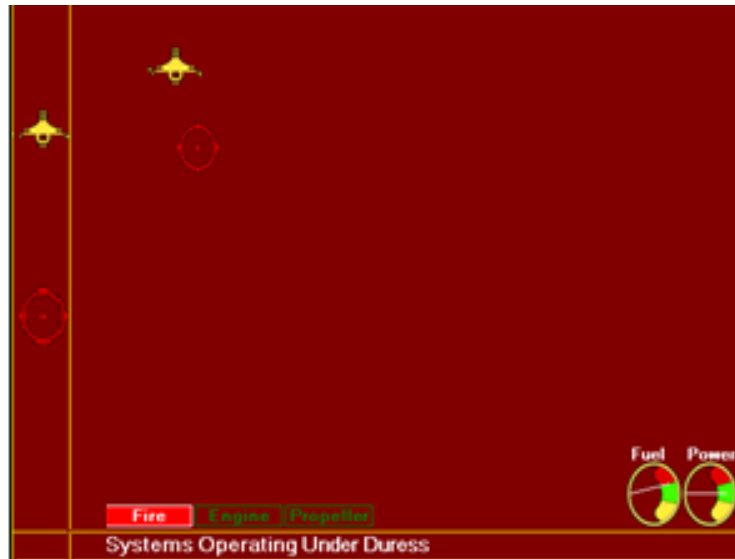 Fuel Power
Fire Engine Propeller
Systems Operating Under Duress